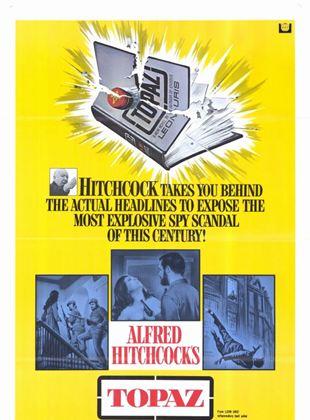 TOPAZ
LEON URIS
HITCHCOCK TAKES YOU BEHIND
THE ACTUAL HEADLINES TO EXPOSE THE
MOST EXPLOSIVE SPY SCANDAL
OF THIS CENTURY!
ALFRED
HITCHCOCK'S
TOPAZ